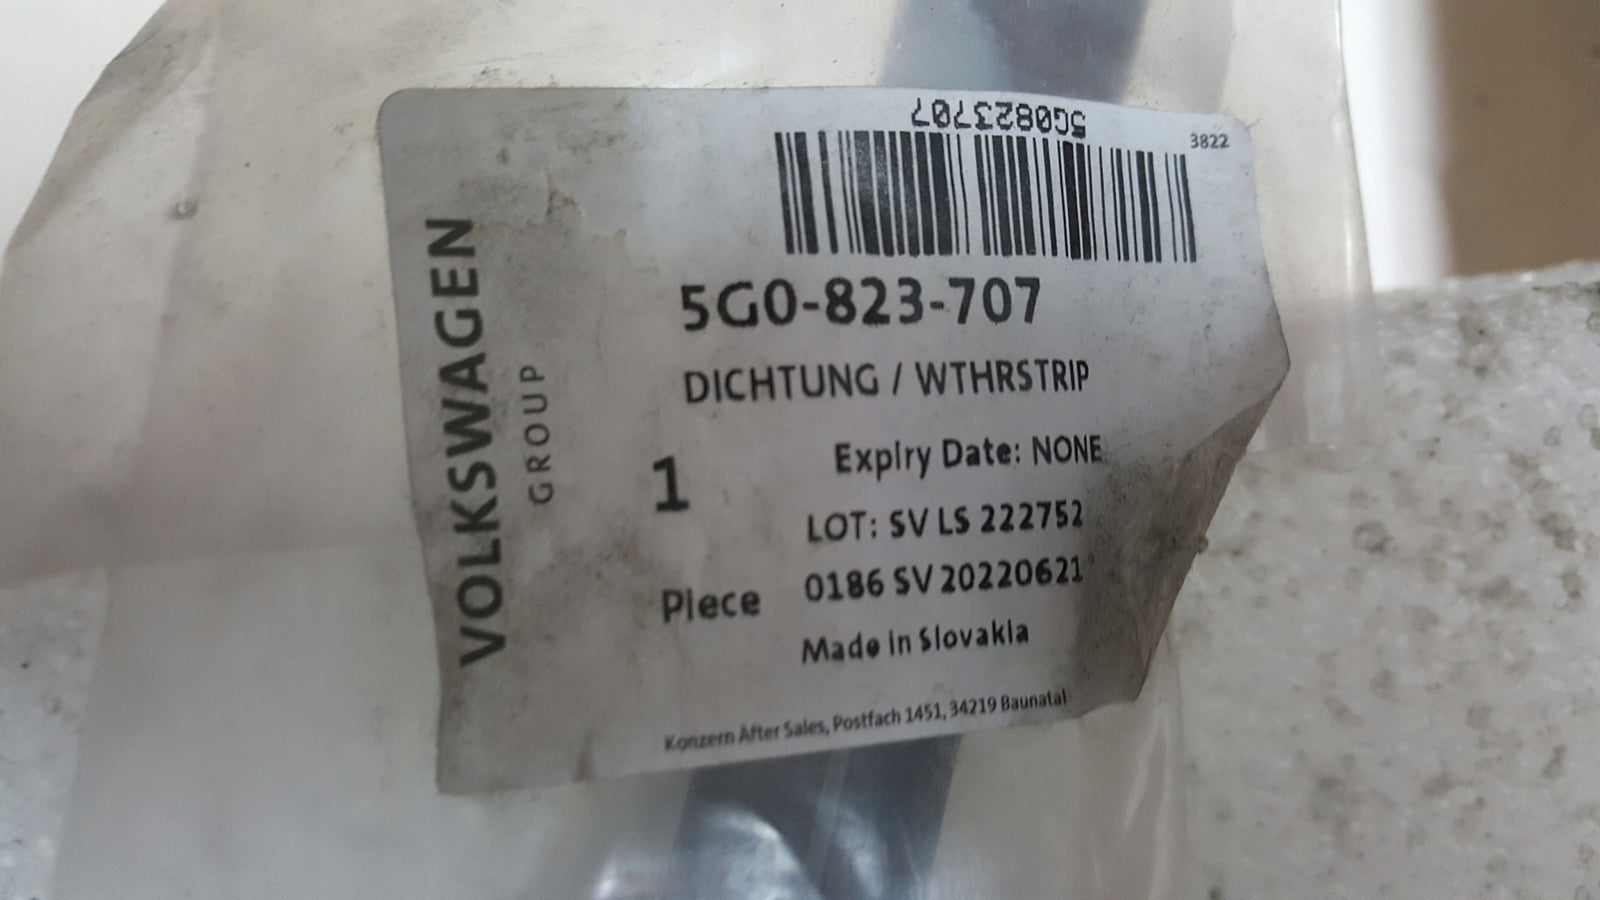 5G0823707
3822
5G0-823-707
DICHTUNG / WTHRSTRIP
1
Piece
Expiry Date: NONE
LOT: SV LS 222752
0186 SV 20220621
Made in Slovakia
Konzern After Sales, Postfach 1451, 34219 Baunatal
VOLKSWAGEN
GROUP